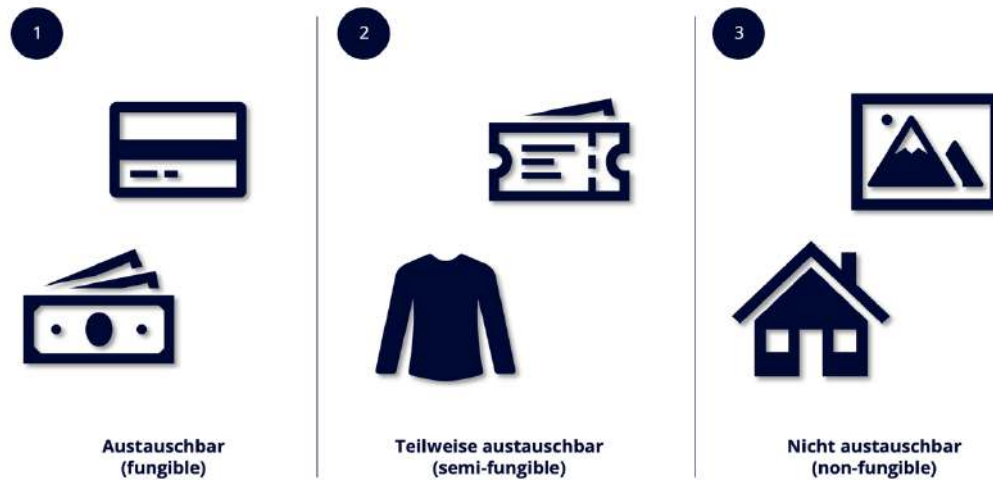 1
2
3
Austauschbar
(fungible)
Teilweise austauschbar
(semi-fungible)
Nicht austauschbar
(non-fungible)